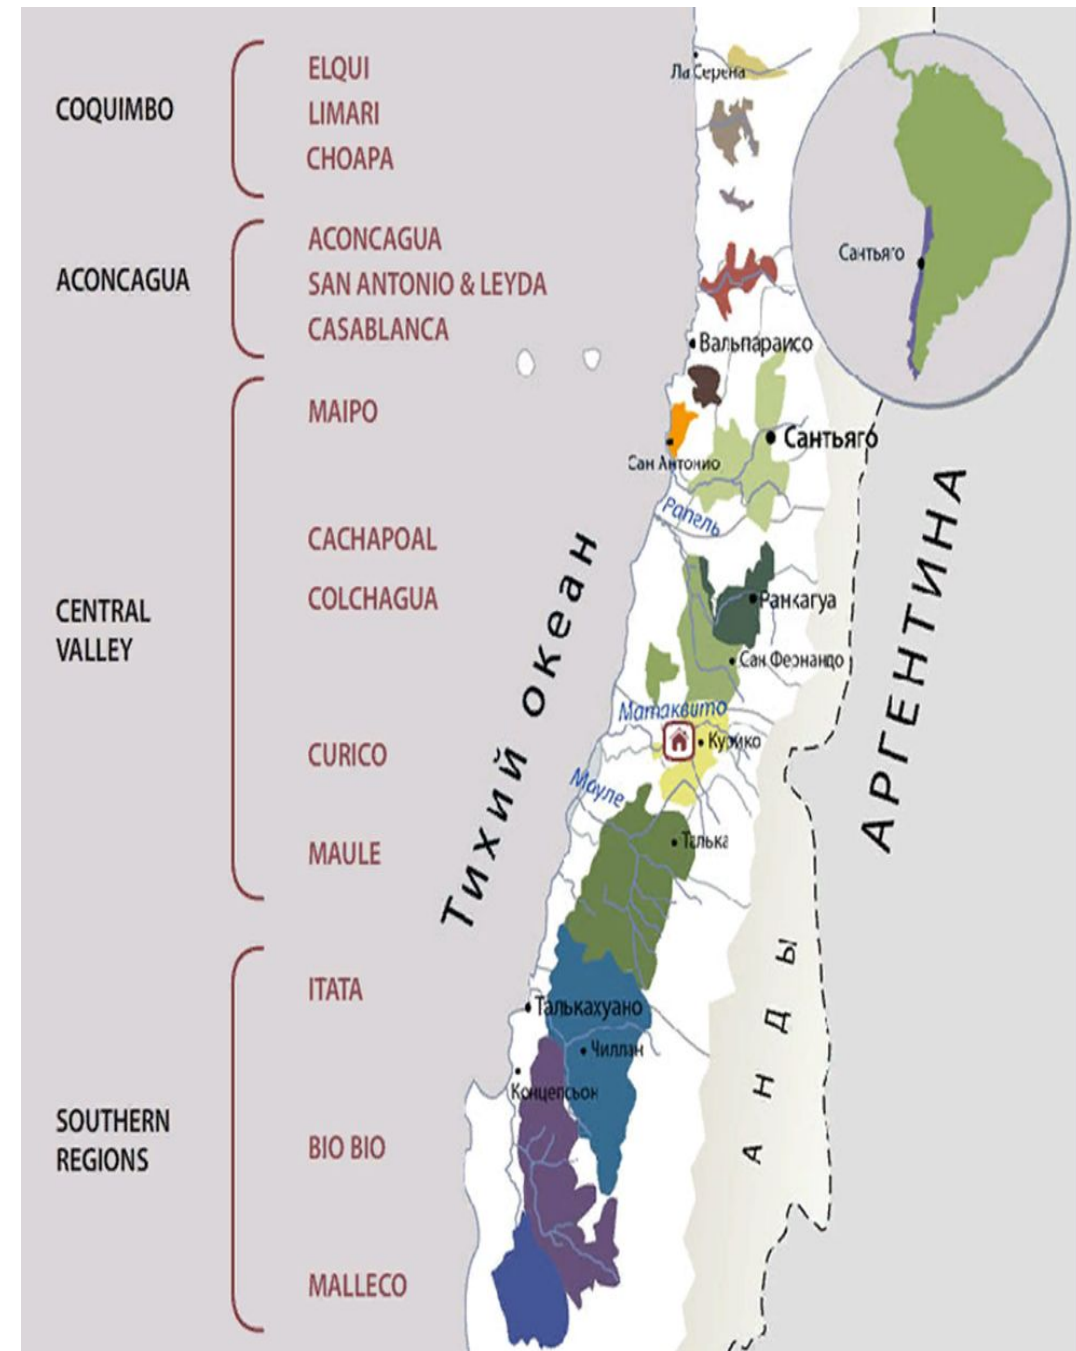 COQUIMBO
ELQUI
LIMARI
CHOAPA
ACONCAGUA
ACONCAGUA
SAN ANTONIO & LEYDA
CASABLANCA
CENTRAL
VALLEY
MAIPO
CACHAPOAL
COLCHAGUA
CURICO
MAULE
SOUTHERN
REGIONS
ITATA
BIO BIO
MALLECO
Тихий океан
Ла Серена
Вальпараисо
Сантьяго
Сан Антонио
Рапель
Ранкагуа
Сан Фернандо
Матаквито
Курико
Мауле
Талька
Талькахуано
Чиллан
Концепсьон
АНДЫ
АРГЕНТИНА
Сантьяго